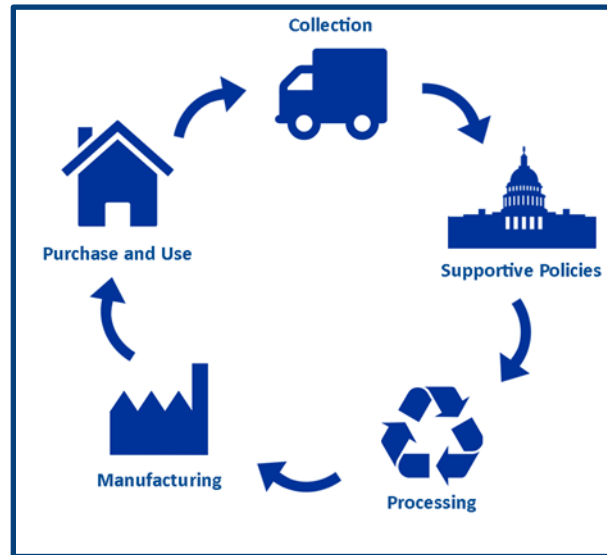 Collection
Supportive Policies
Processing
Manufacturing
Purchase and Use